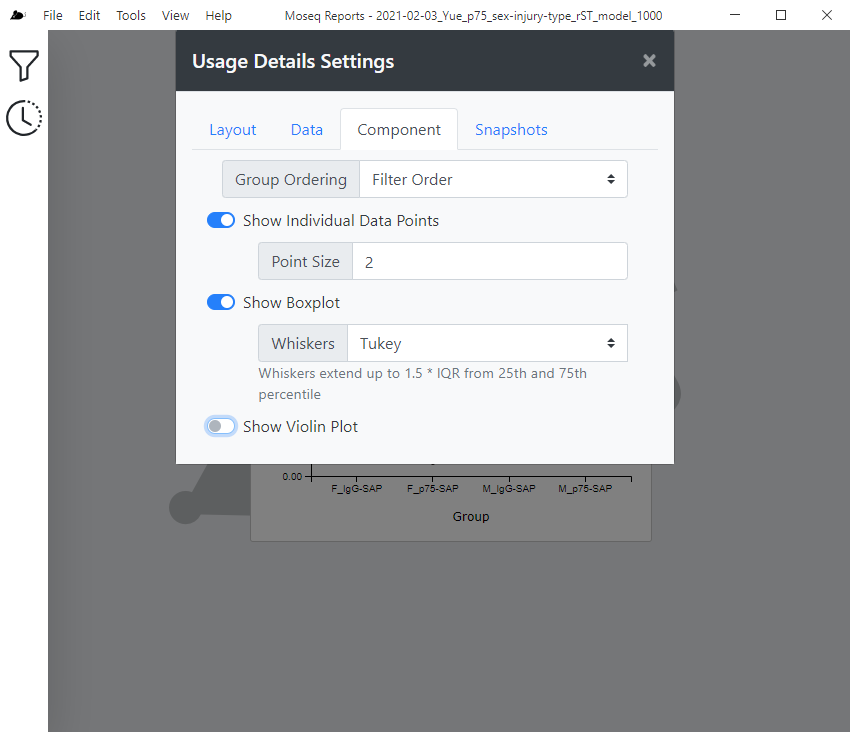 File Edit Tools View Help Moseq Reports - 2021-02-03_Yue_p75_sex-injury-type_rST_model_1000
Usage Details Settings ×
Layout Data Component Snapshots
Group Ordering Filter Order
Show Individual Data Points
Point Size 2
Show Boxplot
Whiskers Tukey
Whiskers extend up to 1.5 * IQR from 25th and 75th
percentile
Show Violin Plot
0.00
F_IgG-SAP F_p75-SAP M_IgG-SAP M_p75-SAP
Group